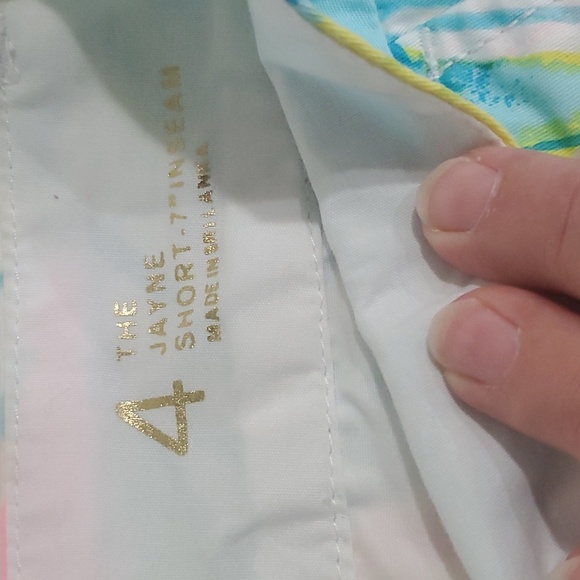 4
THE
JAYNE
SHORT-7"INSEAM
MADE IN SRI LANKA